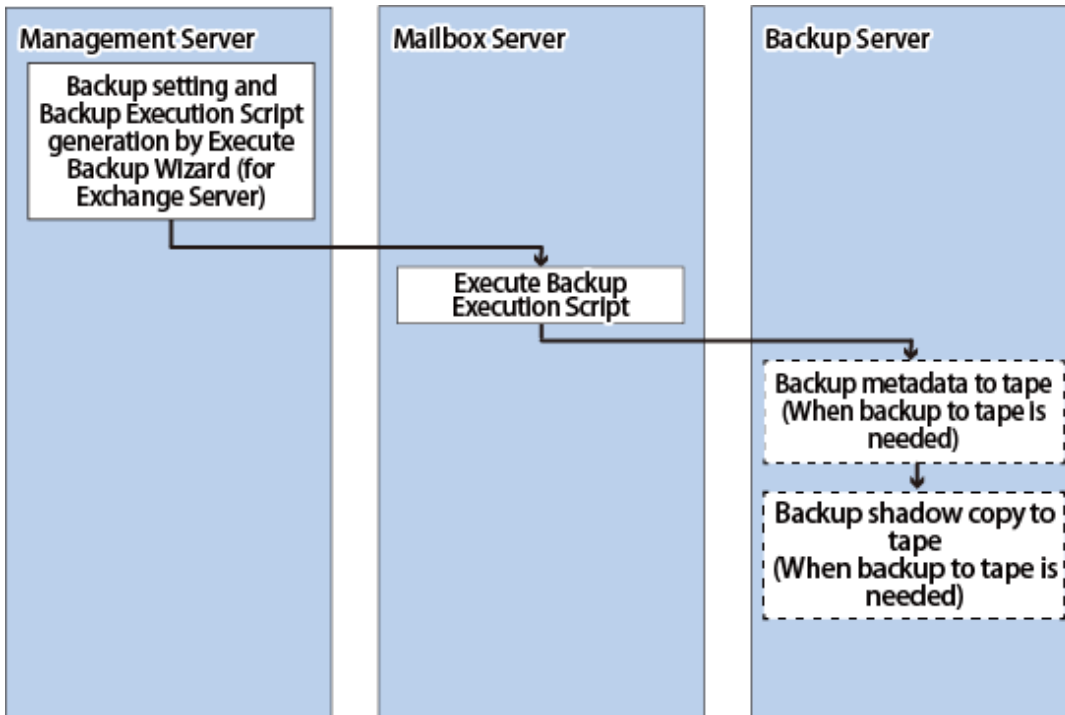 Management Server
Backup setting and
Backup Execution Script
generation by Execute
Backup Wizard (for
Exchange Server)
Mailbox Server
Execute Backup
Execution Script
Backup Server
Backup metadata to tape
(When backup to tape is
needed)
Backup shadow copy to
tape
(When backup to tape is
needed)